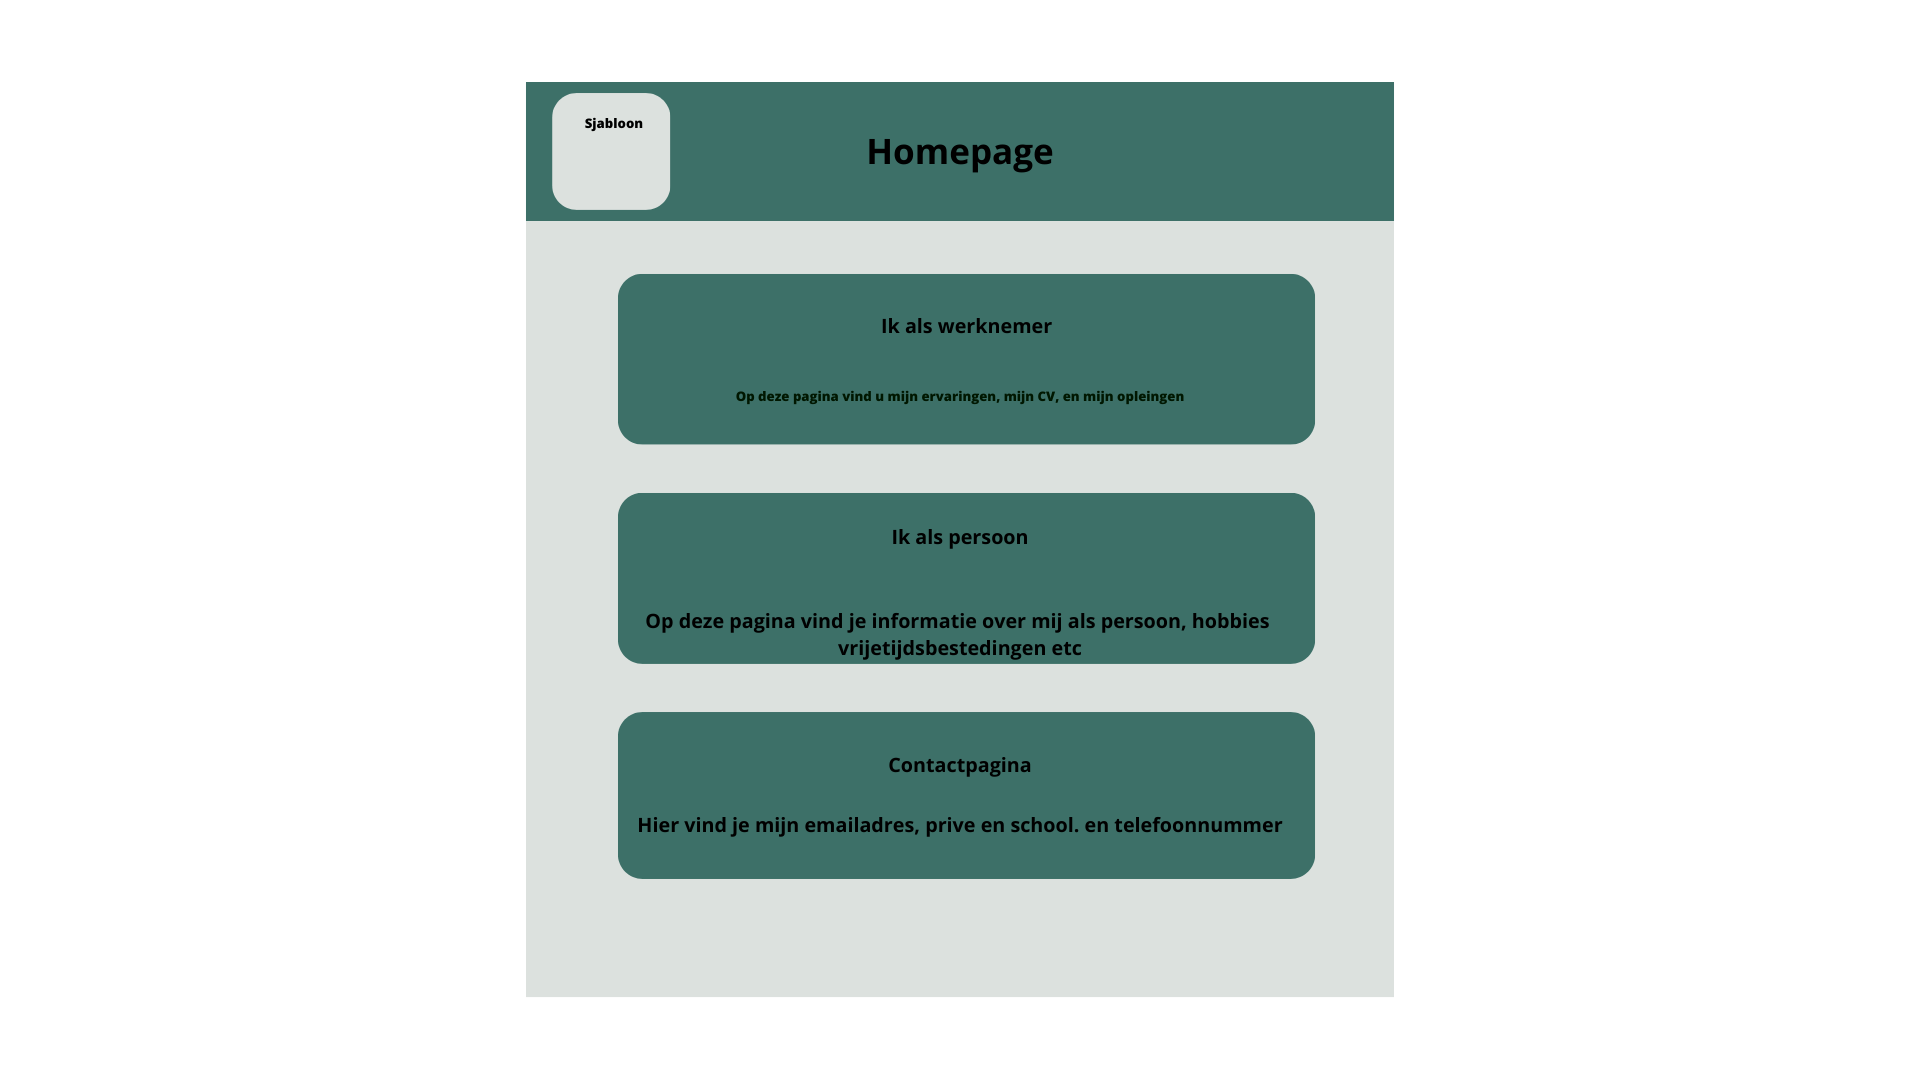 Sjabloon
Homepage
Ik als werknemer
Op deze pagina vind u mijn ervaringen, mijn CV, en mijn opleingen
Ik als persoon
Op deze pagina vind je informatie over mij als persoon, hobbies
vrijetijdsbestedingen etc
Contactpagina
Hier vind je mijn emailadres, prive en school. en telefoonnummer